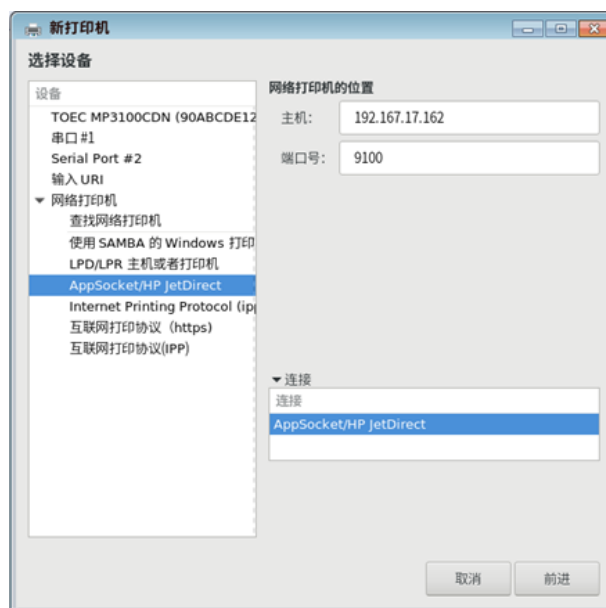 新打印机
选择设备
设备
TOEC MP3100CDN (90ABCDE12
串口 #1
Serial Port #2
输入 URI
网络打印机
查找网络打印机
使用 SAMBA 的 Windows 打印
LPD/LPR 主机或者打印机
AppSocket/HP JetDirect
Internet Printing Protocol (ipp
互联网打印协议（https)
互联网打印协议(IPP)
网络打印机的位置
主机: 192.167.17.162
端口号: 9100
连接
连接
AppSocket/HP JetDirect
取消 前进